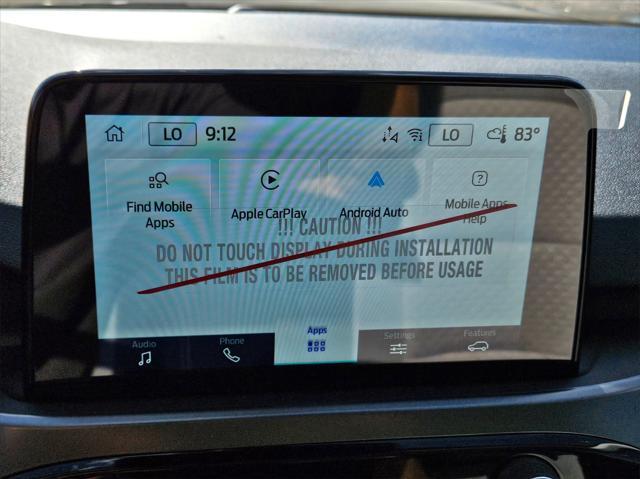 LO 9:12 LO 83°
Find Mobile
Apps
Apple CarPlay
Android Auto
Mobile Apps
Help
!!! CAUTION !!!
DO NOT TOUCH DISPLAY DURING INSTALLATION
THIS FILM IS TO BE REMOVED BEFORE USAGE
Audio
Phone
Apps
Settings
Features